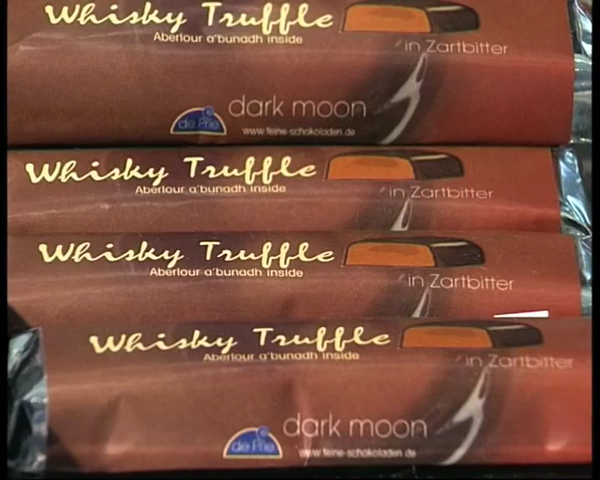 Whisky Truffle
Aberlour a'bunadh inside
in Zartbitter
dark moon
de Prie
www.feine-schokoladen.de
Whisky Truffle
Aberlour a'bunadh inside
in Zartbitter
Whisky Truffle
Aberlour a'bunadh inside
in Zartbitter
Whisky Truffle
Aberlour a'bunadh inside
in Zartbitter
dark moon
de Prie
www.feine-schokoladen.de